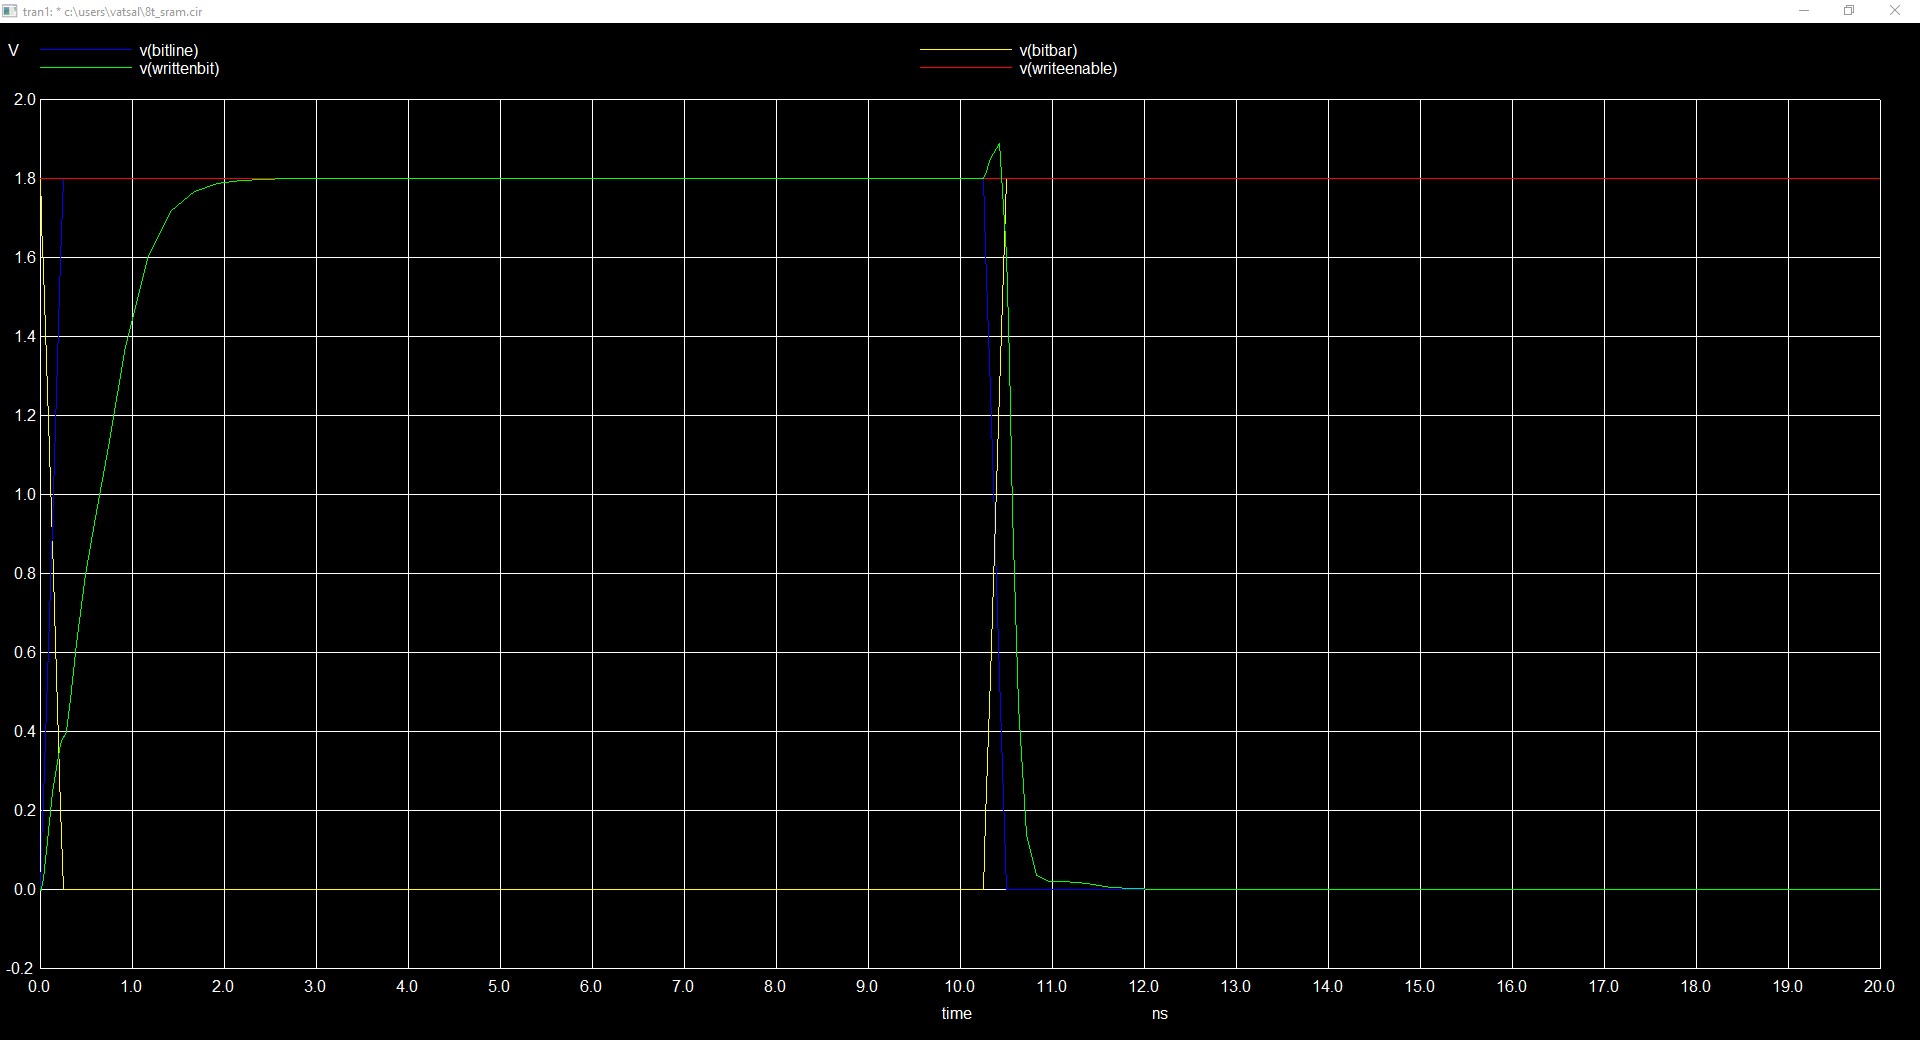 tran1: * c:\users\vatsal\8t_sram.cir
V v(bitline) v(bitbar)
v(writtenbit) v(writeenable)
2.0
1.8
1.6
1.4
1.2
1.0
0.8
0.6
0.4
0.2
0.0
-0.2
0.0 1.0 2.0 3.0 4.0 5.0 6.0 7.0 8.0 9.0 10.0 11.0 12.0 13.0 14.0 15.0 16.0 17.0 18.0 19.0 20.0
time ns